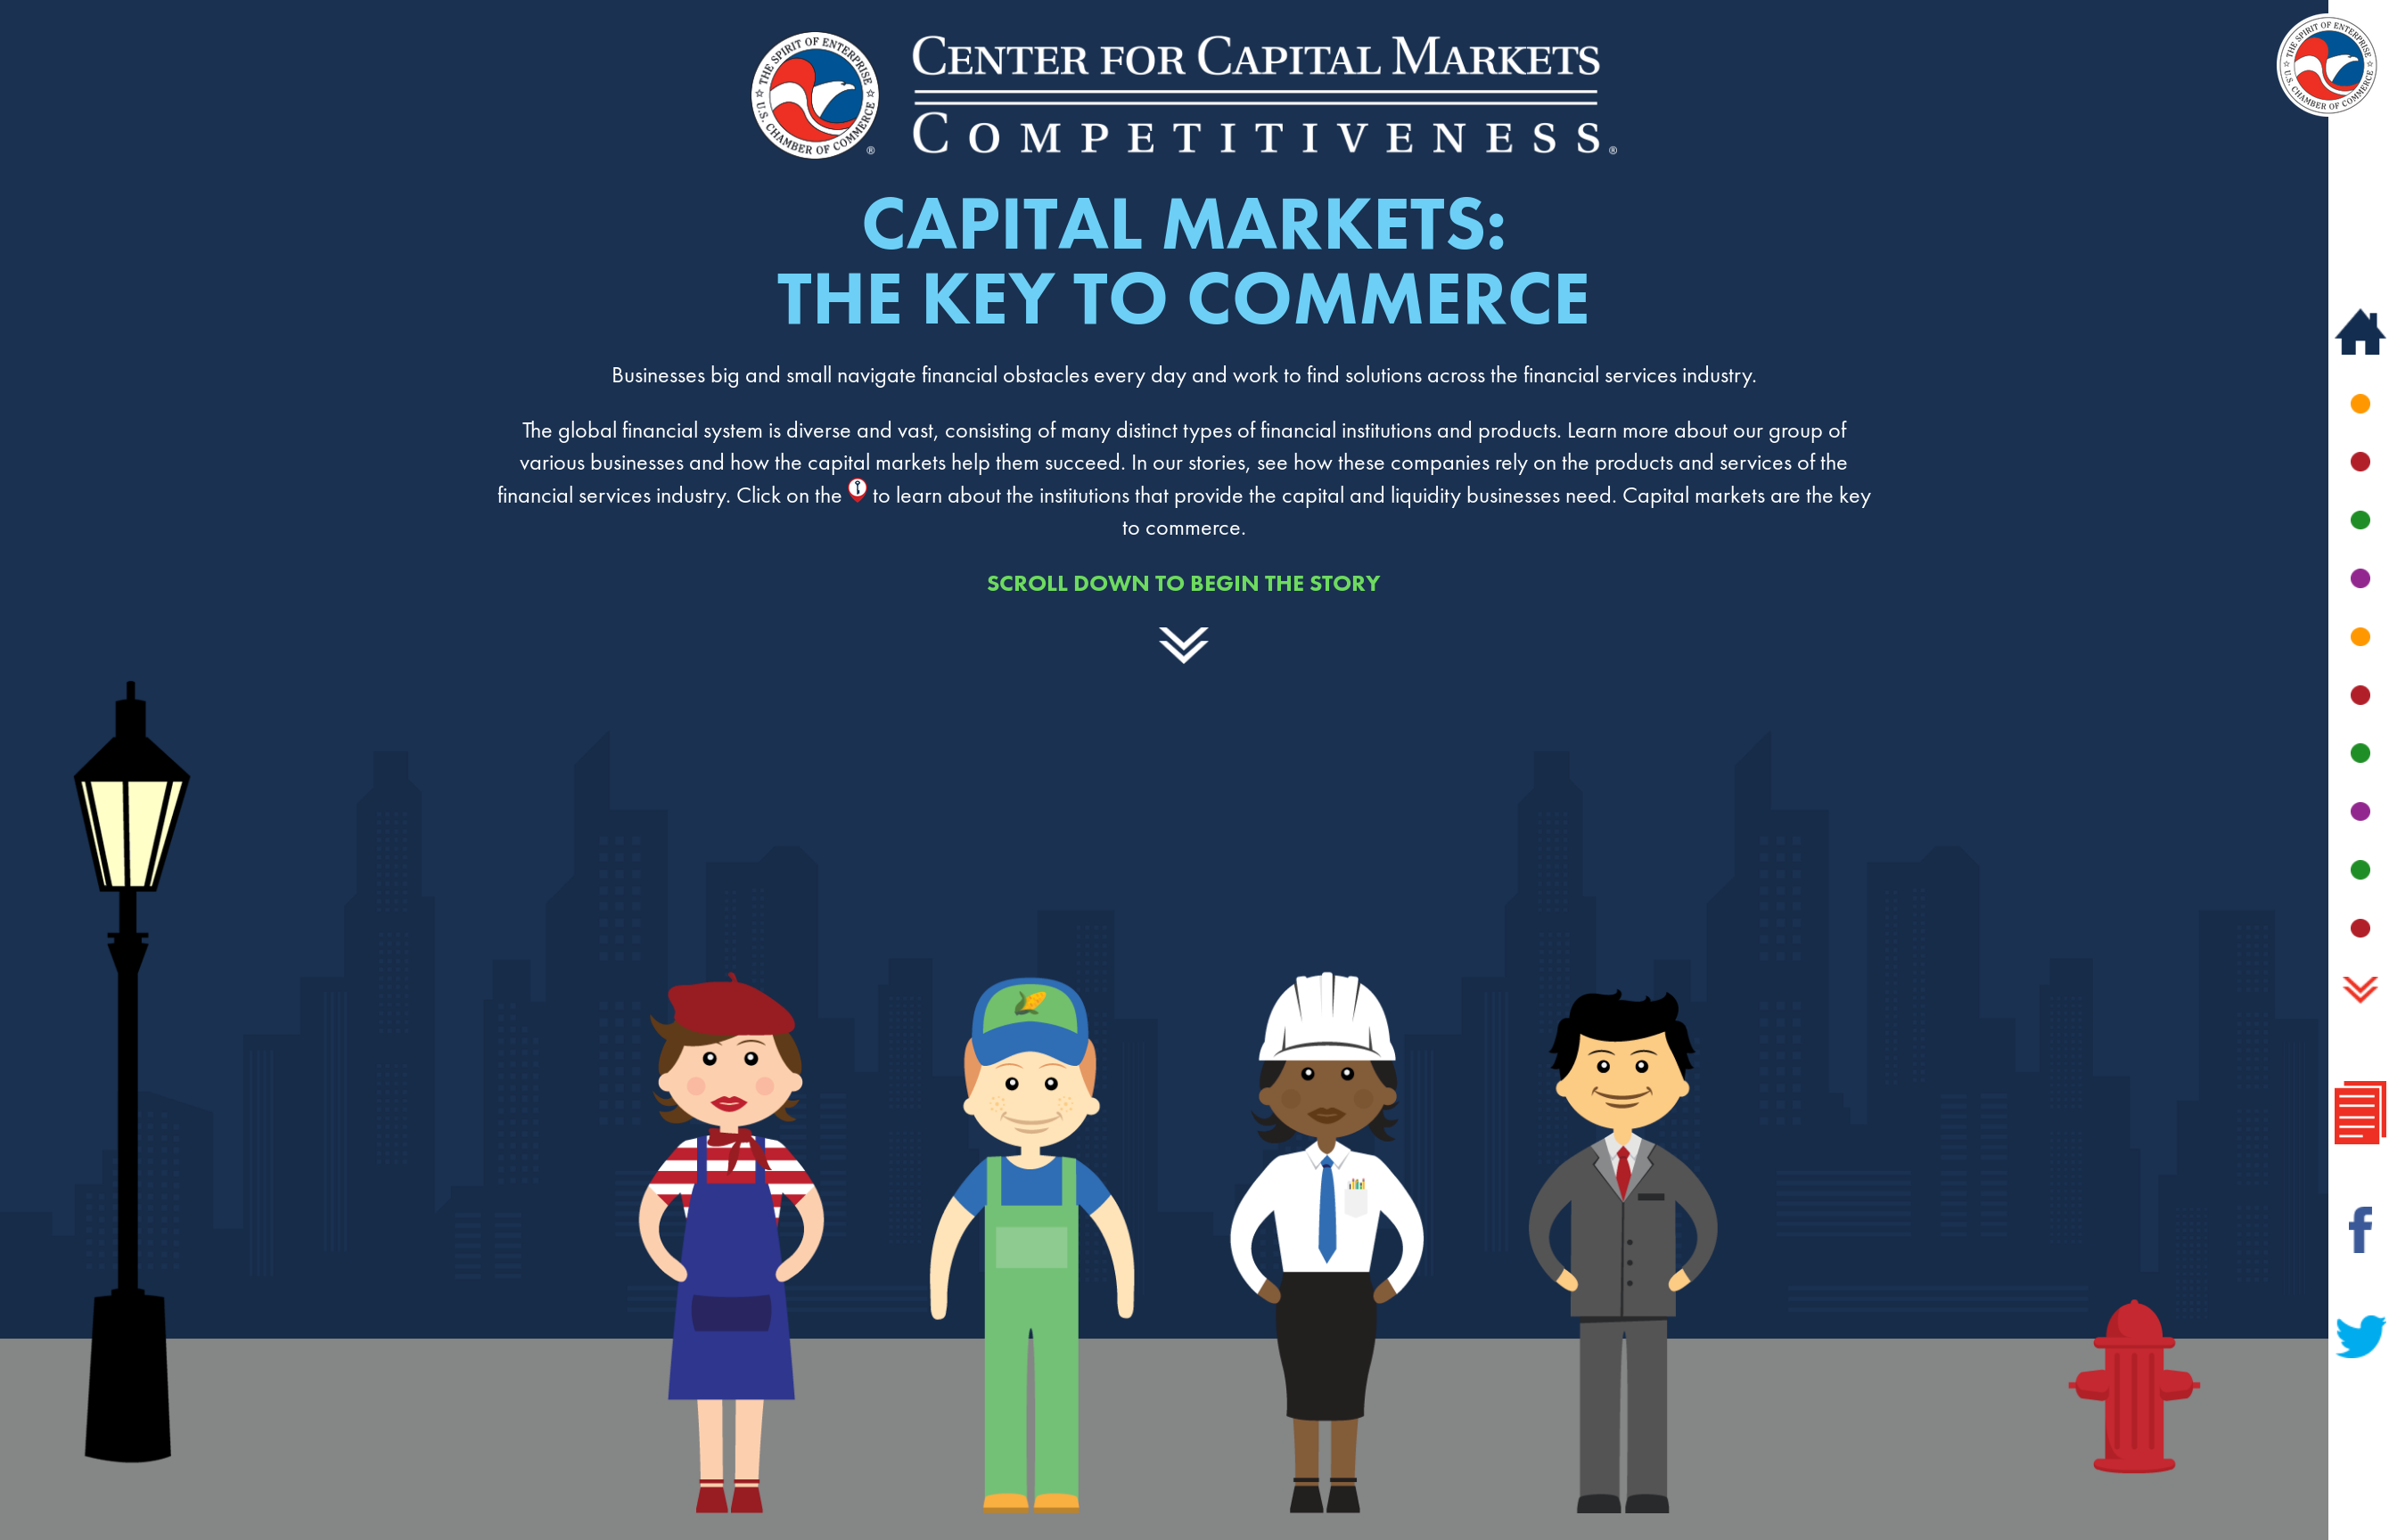 THE SPIRIT OF ENTERPRISE
U.S. CHAMBER OF COMMERCE
®
CENTER FOR CAPITAL MARKETS
COMPETITIVENESS®
THE SPIRIT OF ENTERPRISE
U.S. CHAMBER OF COMMERCE
CAPITAL MARKETS:
THE KEY TO COMMERCE
Businesses big and small navigate financial obstacles every day and work to find solutions across the financial services industry.
The global financial system is diverse and vast, consisting of many distinct types of financial institutions and products. Learn more about our group of
various businesses and how the capital markets help them succeed. In our stories, see how these companies rely on the products and services of the
financial services industry. Click on the to learn about the institutions that provide the capital and liquidity businesses need. Capital markets are the key
to commerce.
SCROLL DOWN TO BEGIN THE STORY